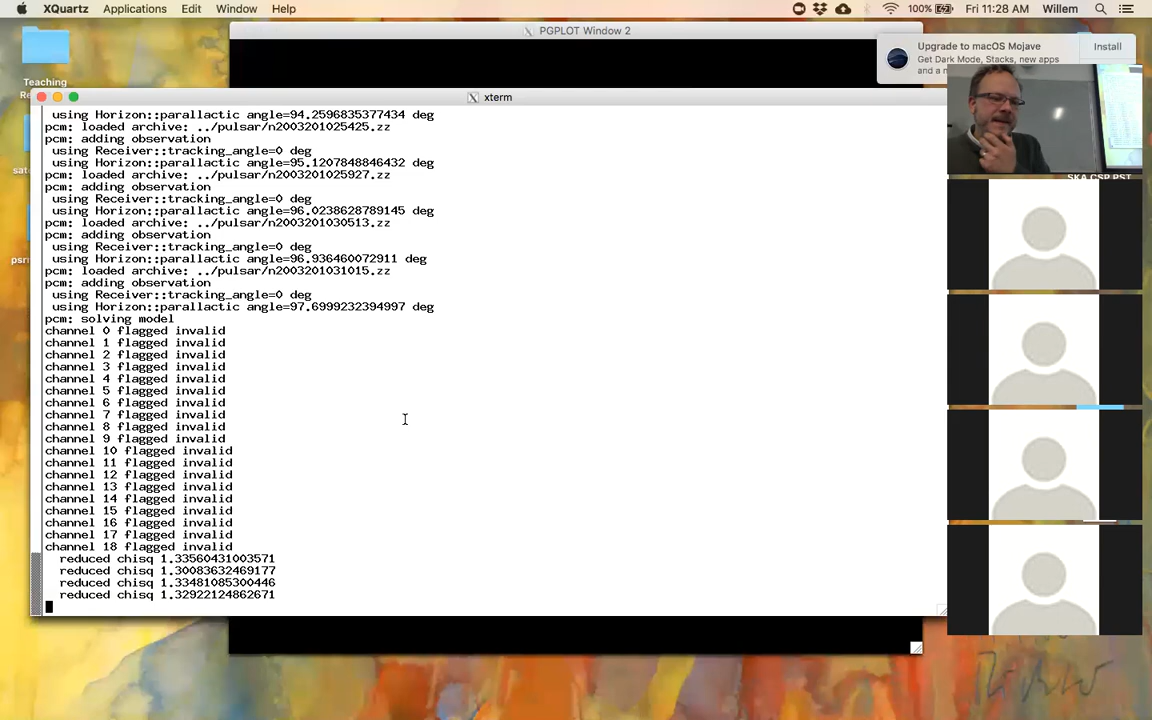 XQuartz Applications Edit Window Help
100% Fri 11:28 AM Willem
PGPLOT Window 2
Upgrade to macOS Mojave
Get Dark Mode, Stacks, new apps
and a n
Install
Teaching
Re
sat
psrr
SKA CSP PST
xterm
using Horizon::parallactic angle=94.2596835377434 deg
pcm: loaded archive: ../pulsar/n2003201025425.zz
pcm: adding observation
using Receiver::tracking_angle=0 deg
using Horizon::parallactic angle=95.1207848846432 deg
pcm: loaded archive: ../pulsar/n2003201025927.zz
pcm: adding observation
using Receiver::tracking_angle=0 deg
using Horizon::parallactic angle=96.0238628789145 deg
pcm: loaded archive: ../pulsar/n2003201030513.zz
pcm: adding observation
using Receiver::tracking_angle=0 deg
using Horizon::parallactic angle=96.936460072911 deg
pcm: loaded archive: ../pulsar/n2003201031015.zz
pcm: adding observation
using Receiver::tracking_angle=0 deg
using Horizon::parallactic angle=97.6999232394997 deg
pcm: solving model
channel 0 flagged invalid
channel 1 flagged invalid
channel 2 flagged invalid
channel 3 flagged invalid
channel 4 flagged invalid
channel 5 flagged invalid
channel 6 flagged invalid
channel 7 flagged invalid
channel 8 flagged invalid
channel 9 flagged invalid
channel 10 flagged invalid
channel 11 flagged invalid
channel 12 flagged invalid
channel 13 flagged invalid
channel 14 flagged invalid
channel 15 flagged invalid
channel 16 flagged invalid
channel 17 flagged invalid
channel 18 flagged invalid
reduced chisq 1.33560431003571
reduced chisq 1.30083632469177
reduced chisq 1.33481085300446
reduced chisq 1.32922124862671